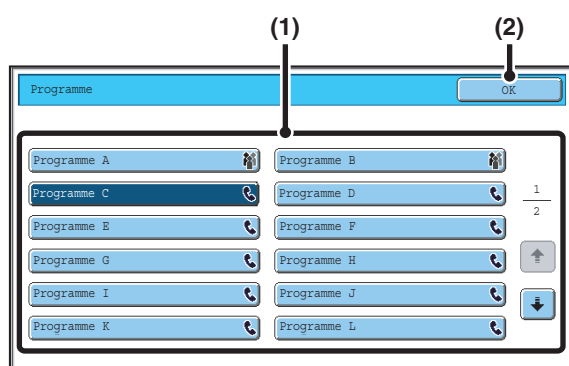 (1) (2)
Programme OK
Programme A Programme B
Programme C Programme D
1
Programme E Programme F
2
Programme G Programme H
Programme I Programme J
Programme K Programme L